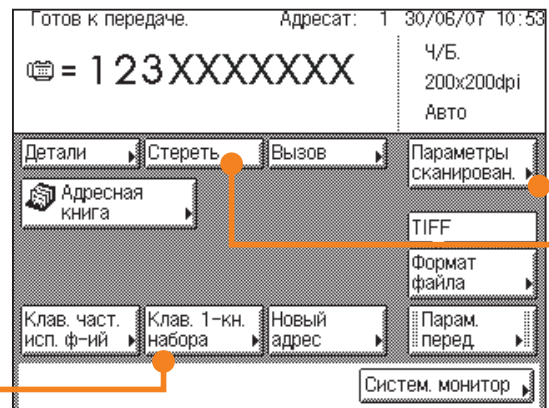 Готов к передаче. Адресат: 1 30/06/07 10:53
= 123XXXXXXX
Ч/Б.
200x200dpi
Авто
Детали Стереть Вызов Параметры
сканирован.
Адресная
книга
TIFF
Формат
файла
Клав. част. Клав. 1-кн. Новый Парам.
исп. ф-ий набора адрес перед.
Систем. монитор